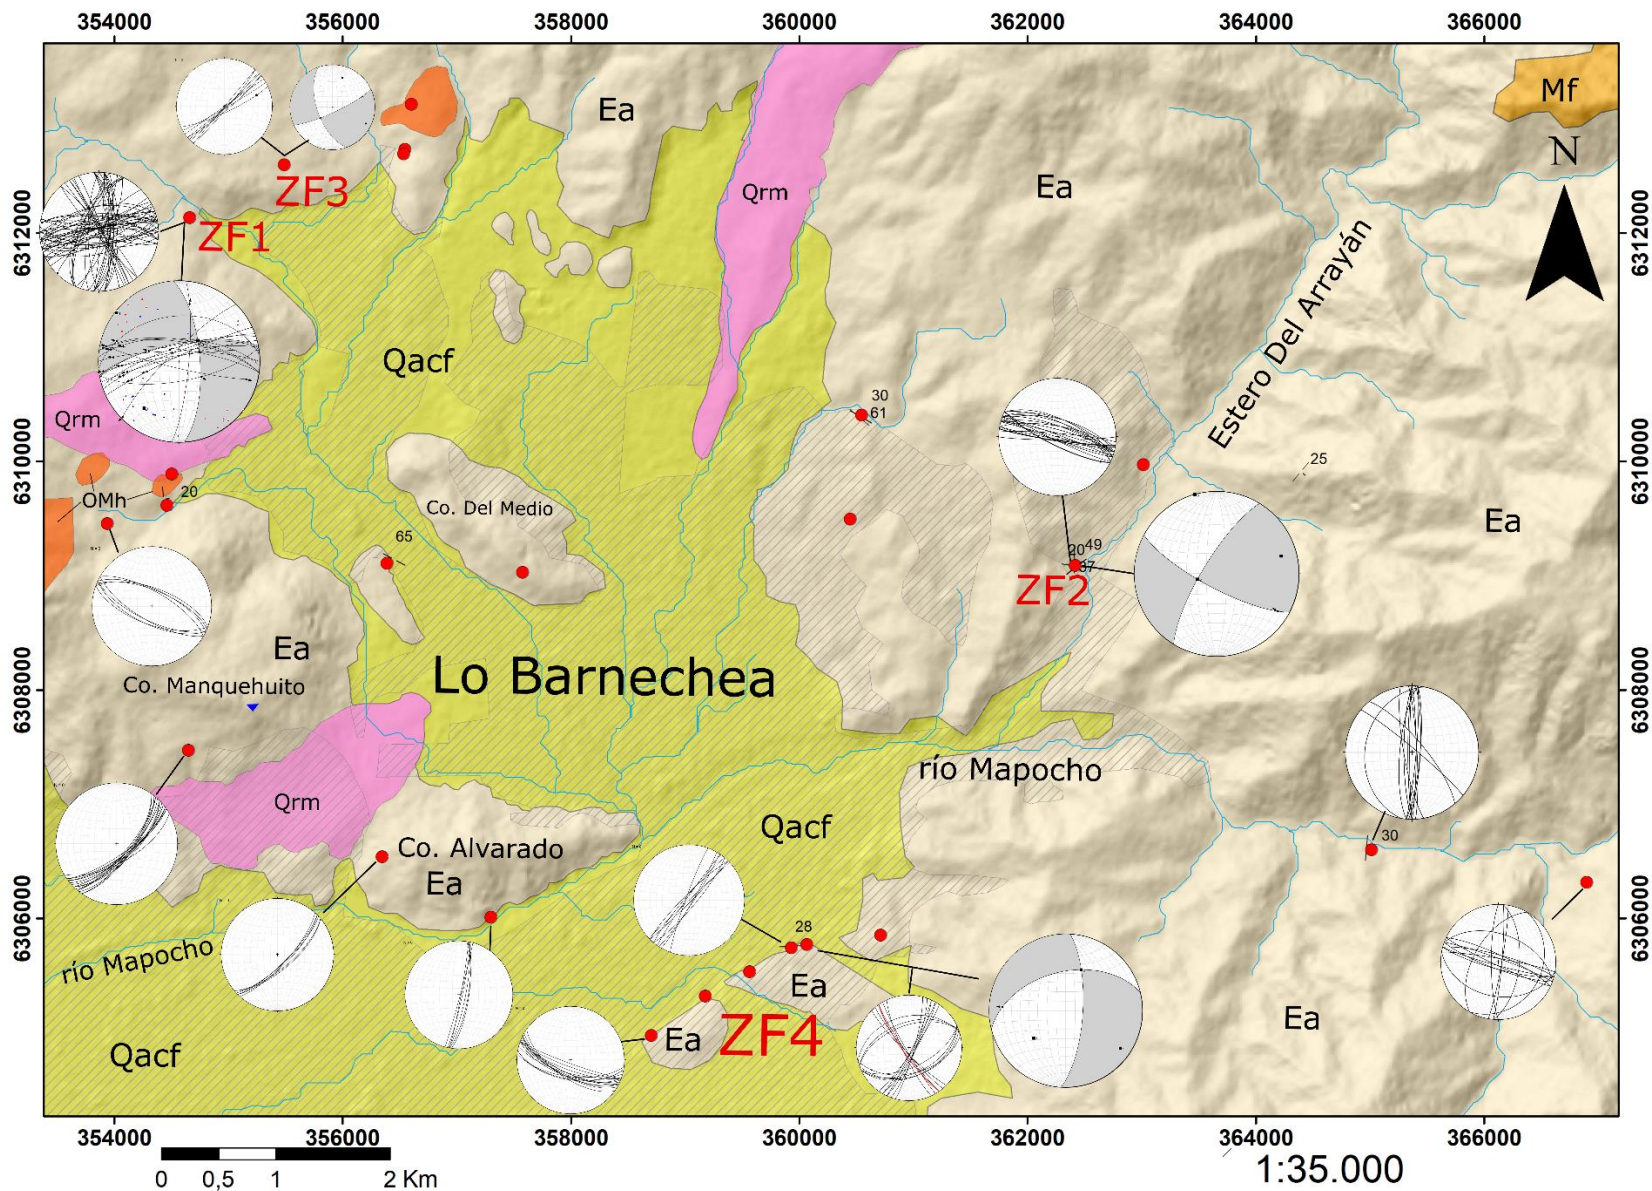 354000 356000 358000 360000 362000 364000 366000
Ea
Mf
N
ZF3
Ea
Qrm
6312000
ZF1
6312000
Estero Del Arrayán
Qacf
30
61
Qrm
6310000
25
6310000
OMh
20
Co. Del Medio
Ea
65
20 49
37
ZF2
Ea
Lo Barnechea
Co. Manquehuito
6308000
6308000
río Mapocho
Qrm
Qacf
30
Co. Alvarado
Ea
6306000
28
6306000
río Mapocho
Ea
Ea
Ea
ZF4
Qacf
354000 356000 358000 360000 362000 364000 366000
0 0,5 1 2 Km
1:35.000